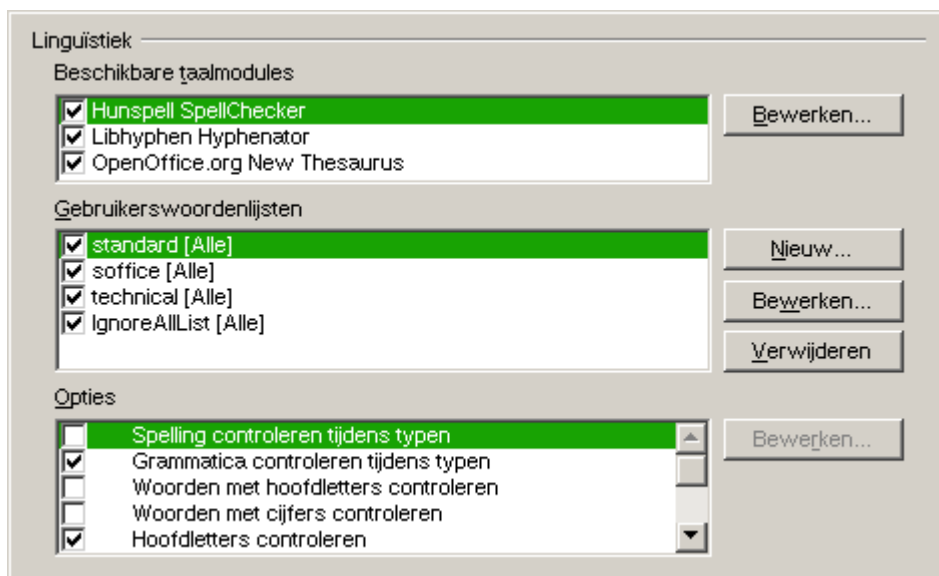 Linguïstiek
Beschikbare taalmodules
Hunspell SpellChecker
Libhyphen Hyphenator
OpenOffice.org New Thesaurus
Bewerken...
Gebruikerswoordenlijsten
standard [Alle]
soffice [Alle]
technical [Alle]
IgnoreAllList [Alle]
Nieuw...
Bewerken...
Verwijderen
Opties
Spelling controleren tijdens typen
Grammatica controleren tijdens typen
Woorden met hoofdletters controleren
Woorden met cijfers controleren
Hoofdletters controleren
Bewerken...